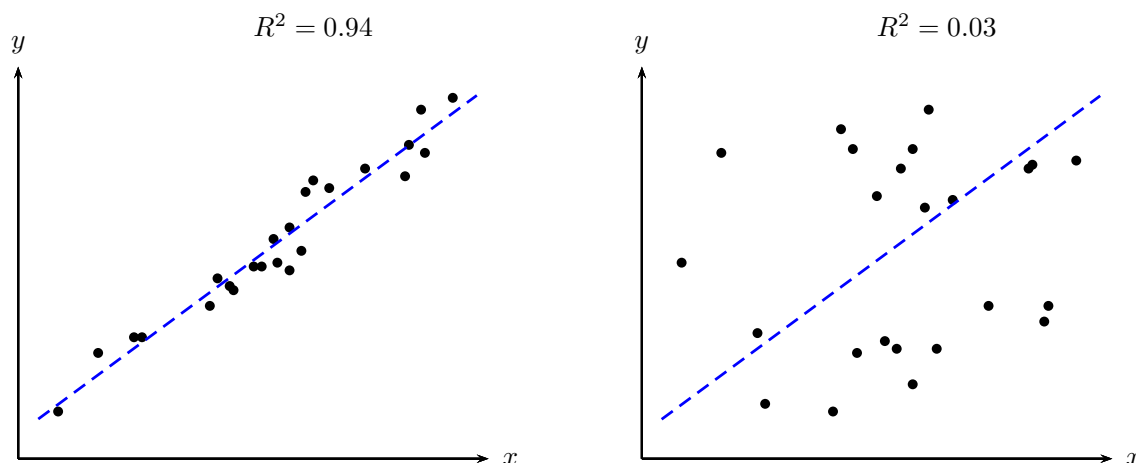 R² = 0.94
y
x
R² = 0.03
y
x